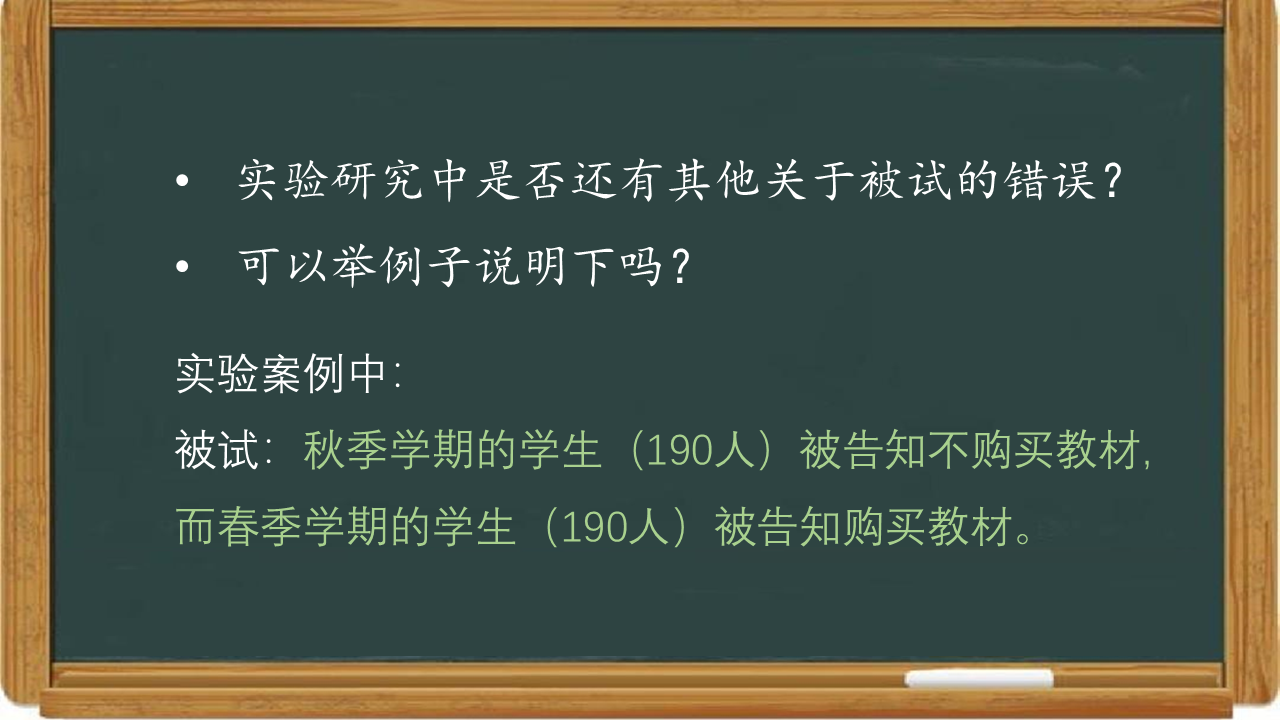 • 实验研究中是否还有其他关于被试的错误？
• 可以举例子说明下吗？
实验案例中：
被试：秋季学期的学生（190人）被告知不购买教材，
而春季学期的学生（190人）被告知购买教材。